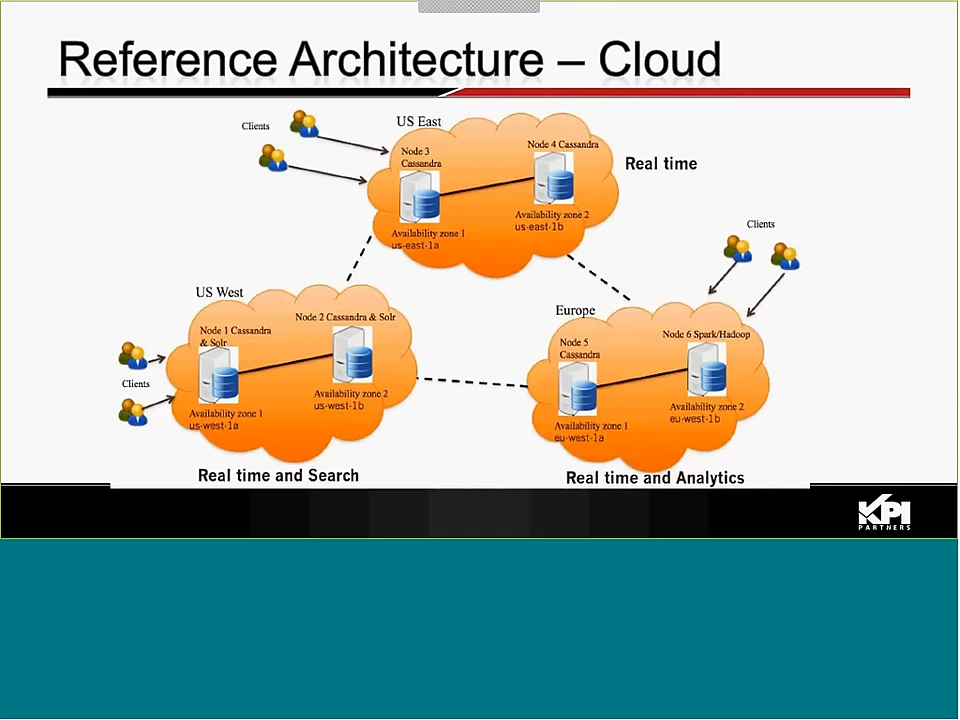 Reference Architecture – Cloud
Clients
US East
Node 3
Cassandra
Node 4 Cassandra
Real time
Availability zone 1
us-east-1a
Availability zone 2
us-east-1b
Clients
US West
Node 1 Cassandra
& Solr
Node 2 Cassandra & Solr
Clients
Availability zone 1
us-west-1a
Availability zone 2
us-west-1b
Real time and Search
Europe
Node 5
Cassandra
Node 6 Spark/Hadoop
Availability zone 1
eu-west-1a
Availability zone 2
eu-west-1b
Real time and Analytics
KPI
PARTNERS